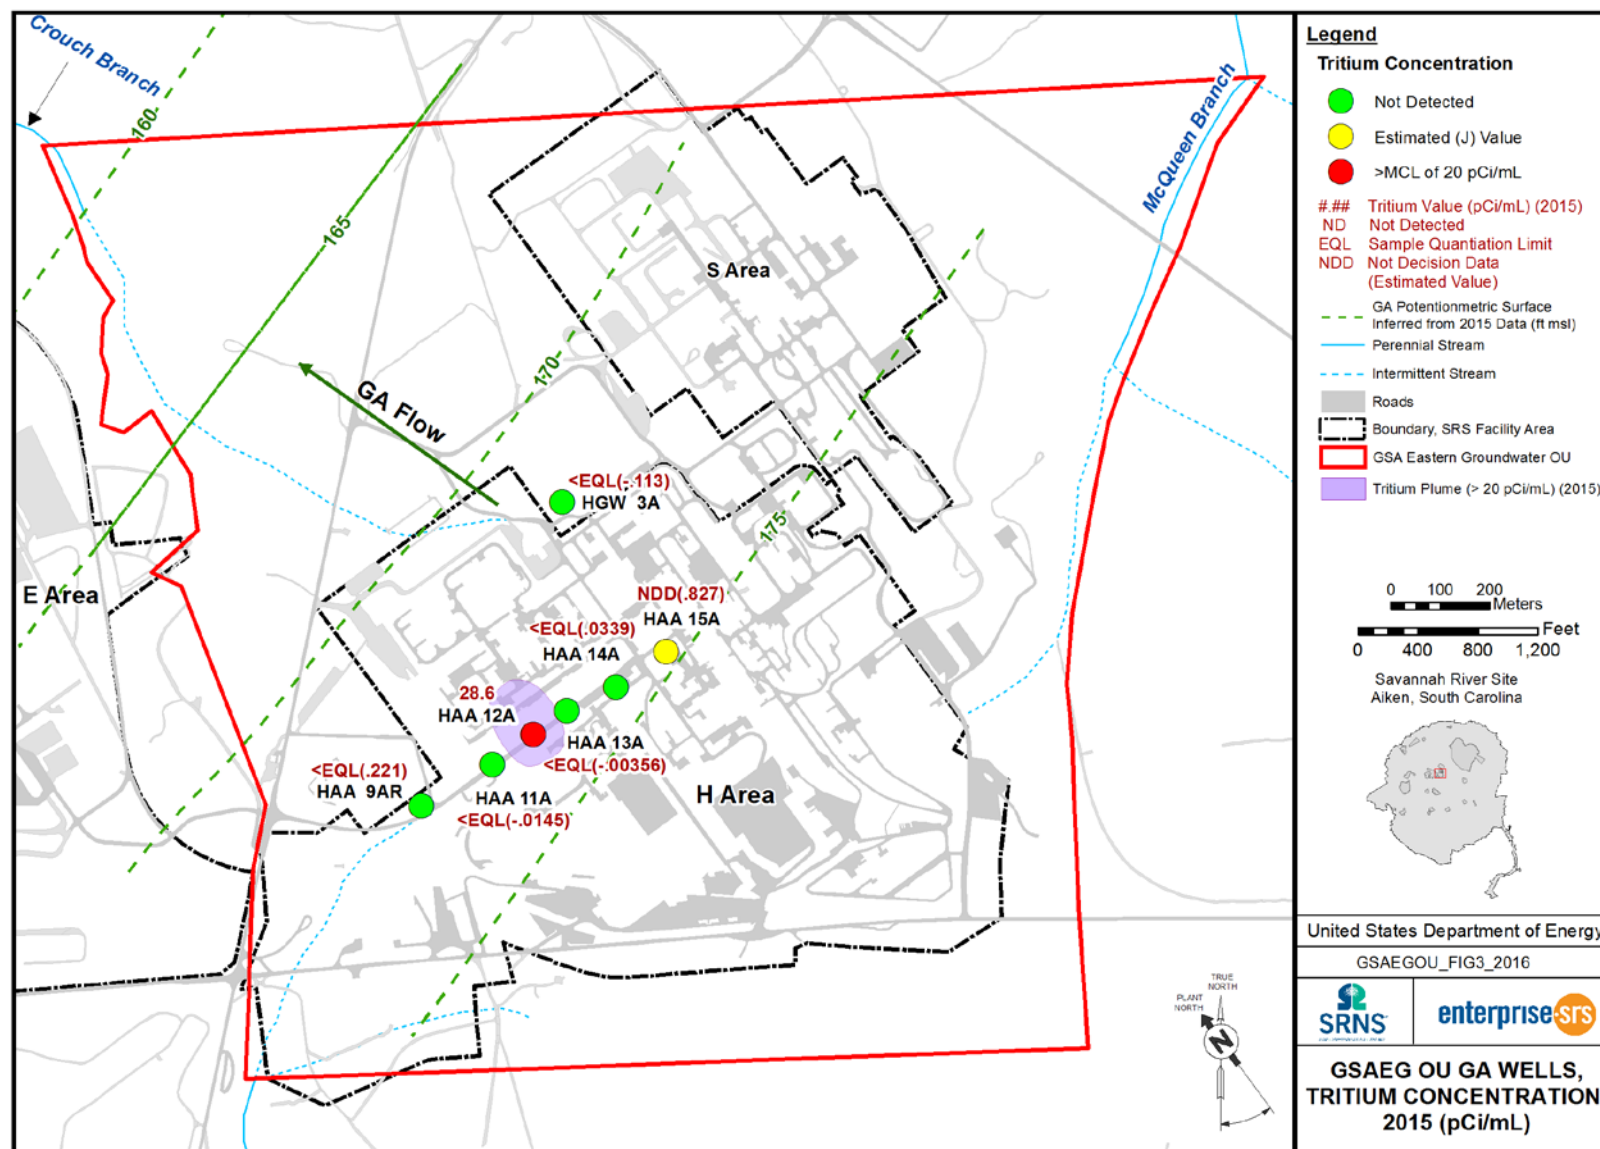 Crouch Branch
160
165
170
175
McQueen Branch
S Area
GA Flow
<EQL(-.113)
HGW 3A
E Area
NDD(.827)
HAA 15A
<EQL(.0339)
HAA 14A
28.6
HAA 12A
HAA 13A
<EQL(-.00356)
<EQL(.221)
HAA 9AR
HAA 11A
<EQL(-.0145)
H Area
TRUE
NORTH
PLANT
NORTH
N
Legend
Tritium Concentration
Not Detected
Estimated (J) Value
>MCL of 20 pCi/mL
#.## Tritium Value (pCi/mL) (2015)
ND Not Detected
EQL Sample Quantiation Limit
NDD Not Decision Data
(Estimated Value)
GA Potentionmetric Surface
Inferred from 2015 Data (ft msl)
Perennial Stream
Intermittent Stream
Roads
Boundary, SRS Facility Area
GSA Eastern Groundwater OU
Tritium Plume (> 20 pCi/mL) (2015)
0 100 200
Meters
Feet
0 400 800 1,200
Savannah River Site
Aiken, South Carolina
United States Department of Energy
GSAEGOU_FIG3_2016
SRNS
enterprise·srs
GSAEG OU GA WELLS,
TRITIUM CONCENTRATION
2015 (pCi/mL)